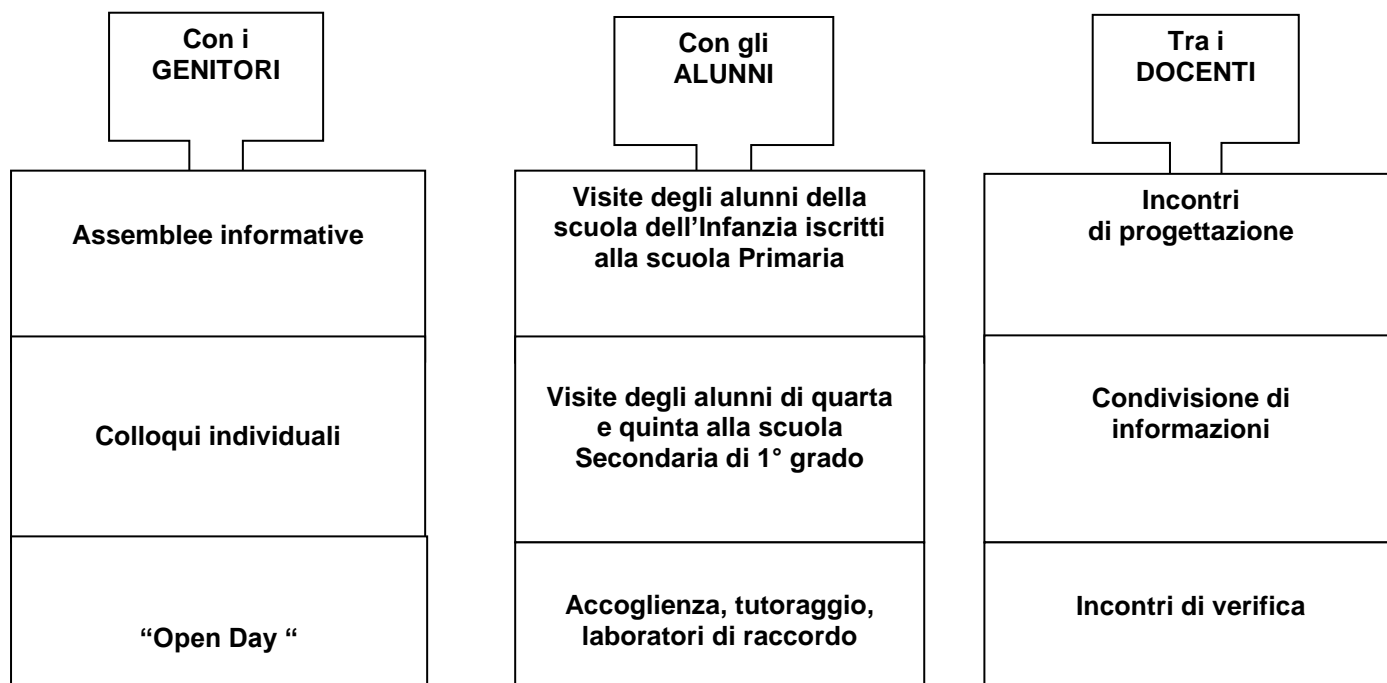 Con i
GENITORI
Assemblee informative
Colloqui individuali
“Open Day “
Con gli
ALUNNI
Visite degli alunni della
scuola dell’Infanzia iscritti
alla scuola Primaria
Visite degli alunni di quarta
e quinta alla scuola
Secondaria di 1° grado
Accoglienza, tutoraggio,
laboratori di raccordo
Tra i
DOCENTI
Incontri
di progettazione
Condivisione di
informazioni
Incontri di verifica